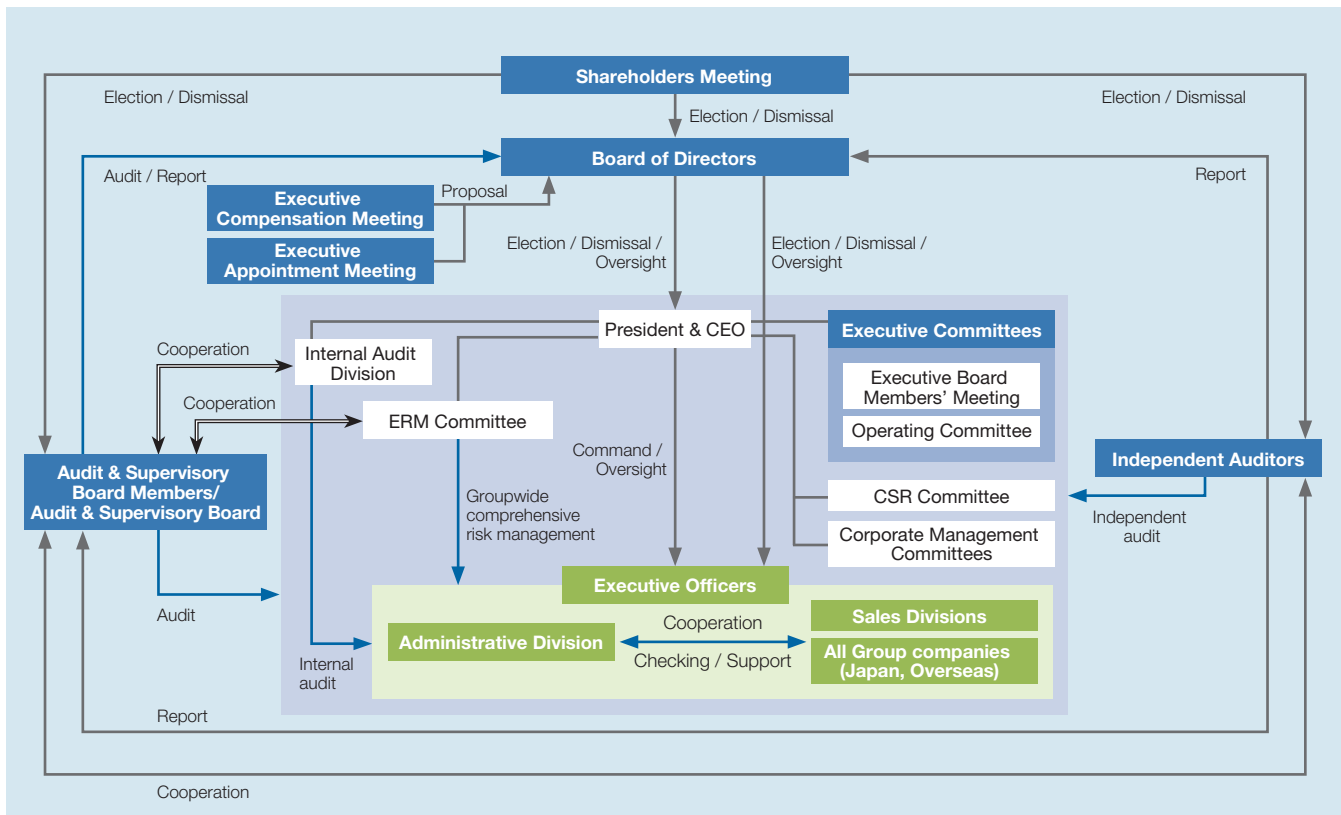 Shareholders Meeting
Election / Dismissal
Election / Dismissal
Election / Dismissal
Board of Directors
Audit / Report
Report
Executive
Compensation Meeting
Proposal
Executive
Appointment Meeting
Election / Dismissal /
Oversight
Election / Dismissal /
Oversight
President & CEO
Executive Committees
Cooperation
Internal Audit
Division
Executive Board
Members’ Meeting
Cooperation
ERM Committee
Operating Committee
Command /
Oversight
Audit & Supervisory
Board Members/
Audit & Supervisory Board
Independent Auditors
Groupwide
comprehensive
risk management
CSR Committee
Independent
audit
Corporate Management
Committees
Executive Officers
Audit
Cooperation
Sales Divisions
Administrative Division
Checking / Support
All Group companies
(Japan, Overseas)
Internal
audit
Report
Cooperation